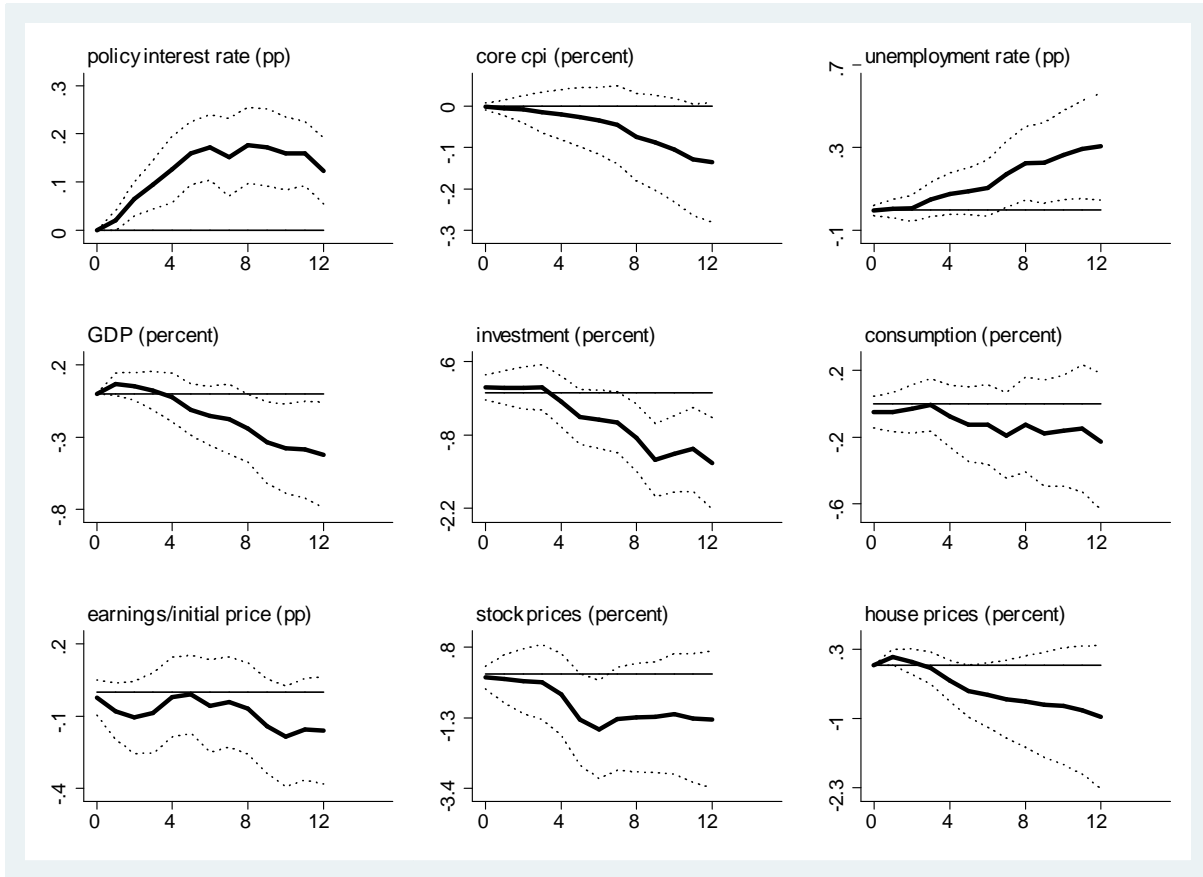 policy interest rate (pp)
.3
.2
.1
0
0 4 8 12
core cpi (percent)
0
-.1
-.2
-.3
0 4 8 12
unemployment rate (pp)
.7
.3
-.1
0 4 8 12
GDP (percent)
.2
-.3
-.8
0 4 8 12
investment (percent)
.6
-.8
-2.2
0 4 8 12
consumption (percent)
.2
-.2
-.6
0 4 8 12
earnings/initial price (pp)
.2
-.1
-.4
0 4 8 12
stock prices (percent)
.8
-1.3
-3.4
0 4 8 12
house prices (percent)
.3
-1
-2.3
0 4 8 12